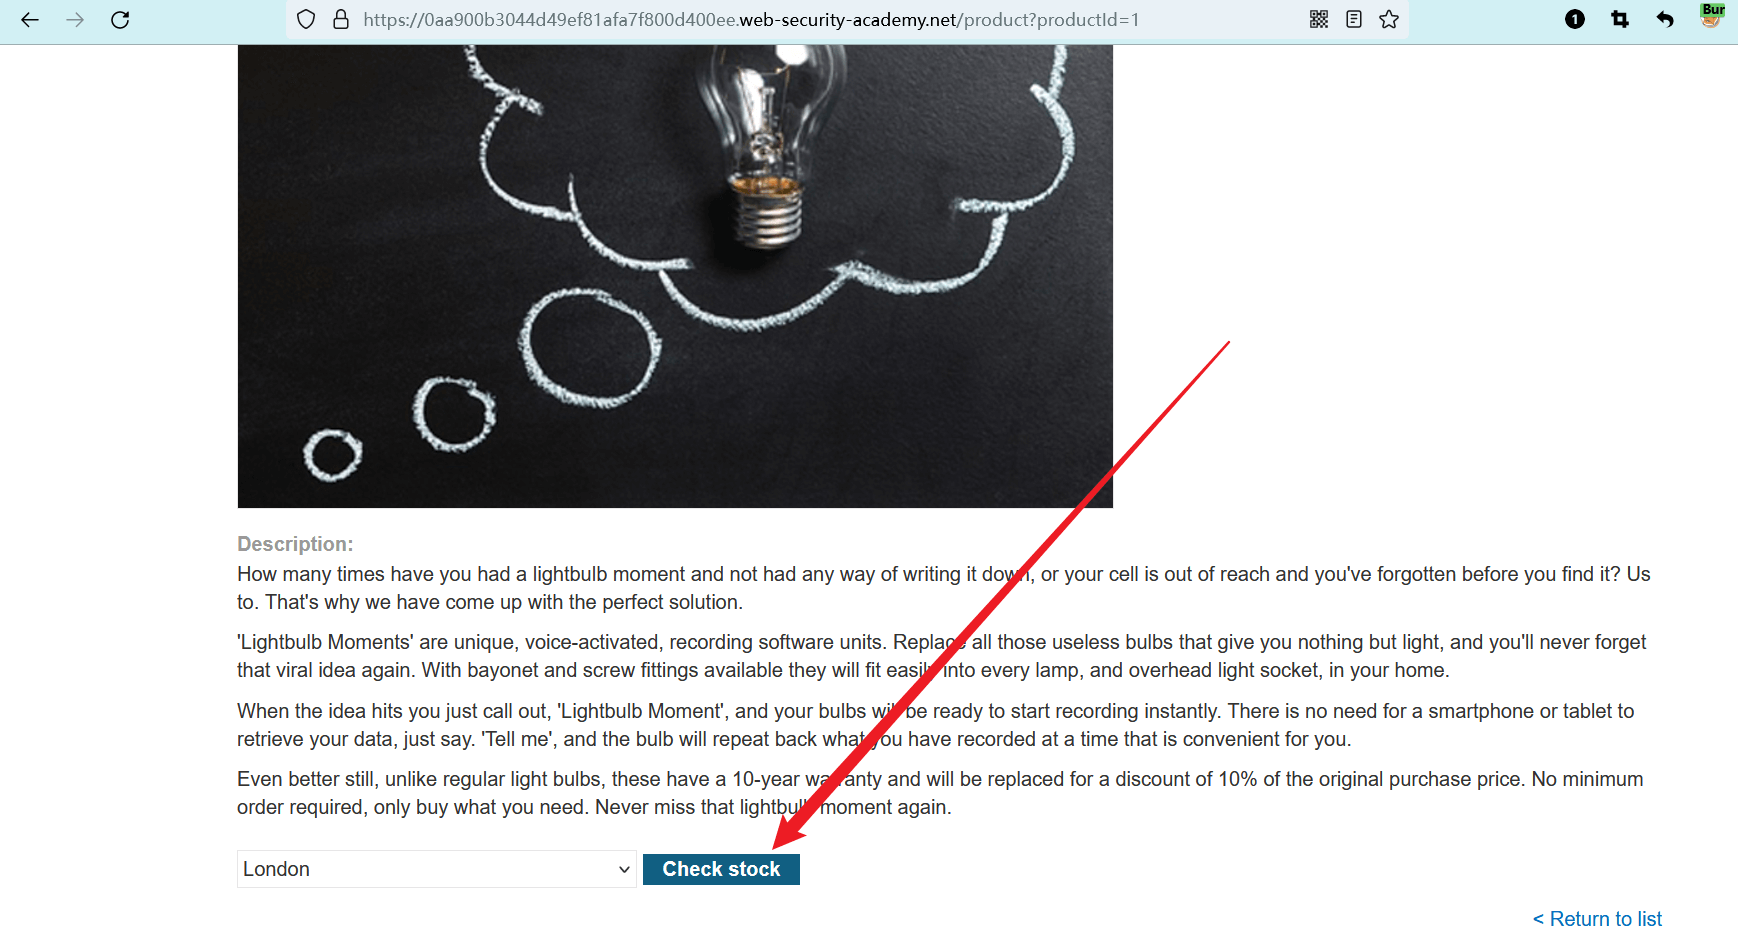 https://0aa900b3044d49ef81afa7f800d400ee.web-security-academy.net/product?productId=1
1
Bur
Description:
How many times have you had a lightbulb moment and not had any way of writing it down, or your cell is out of reach and you've forgotten before you find it? Us
to. That's why we have come up with the perfect solution.
'Lightbulb Moments' are unique, voice-activated, recording software units. Replace all those useless bulbs that give you nothing but light, and you'll never forget
that viral idea again. With bayonet and screw fittings available they will fit easily into every lamp, and overhead light socket, in your home.
When the idea hits you just call out, 'Lightbulb Moment', and your bulbs will be ready to start recording instantly. There is no need for a smartphone or tablet to
retrieve your data, just say. 'Tell me', and the bulb will repeat back what you have recorded at a time that is convenient for you.
Even better still, unlike regular light bulbs, these have a 10-year warranty and will be replaced for a discount of 10% of the original purchase price. No minimum
order required, only buy what you need. Never miss that lightbulb moment again.
London
Check stock
< Return to list